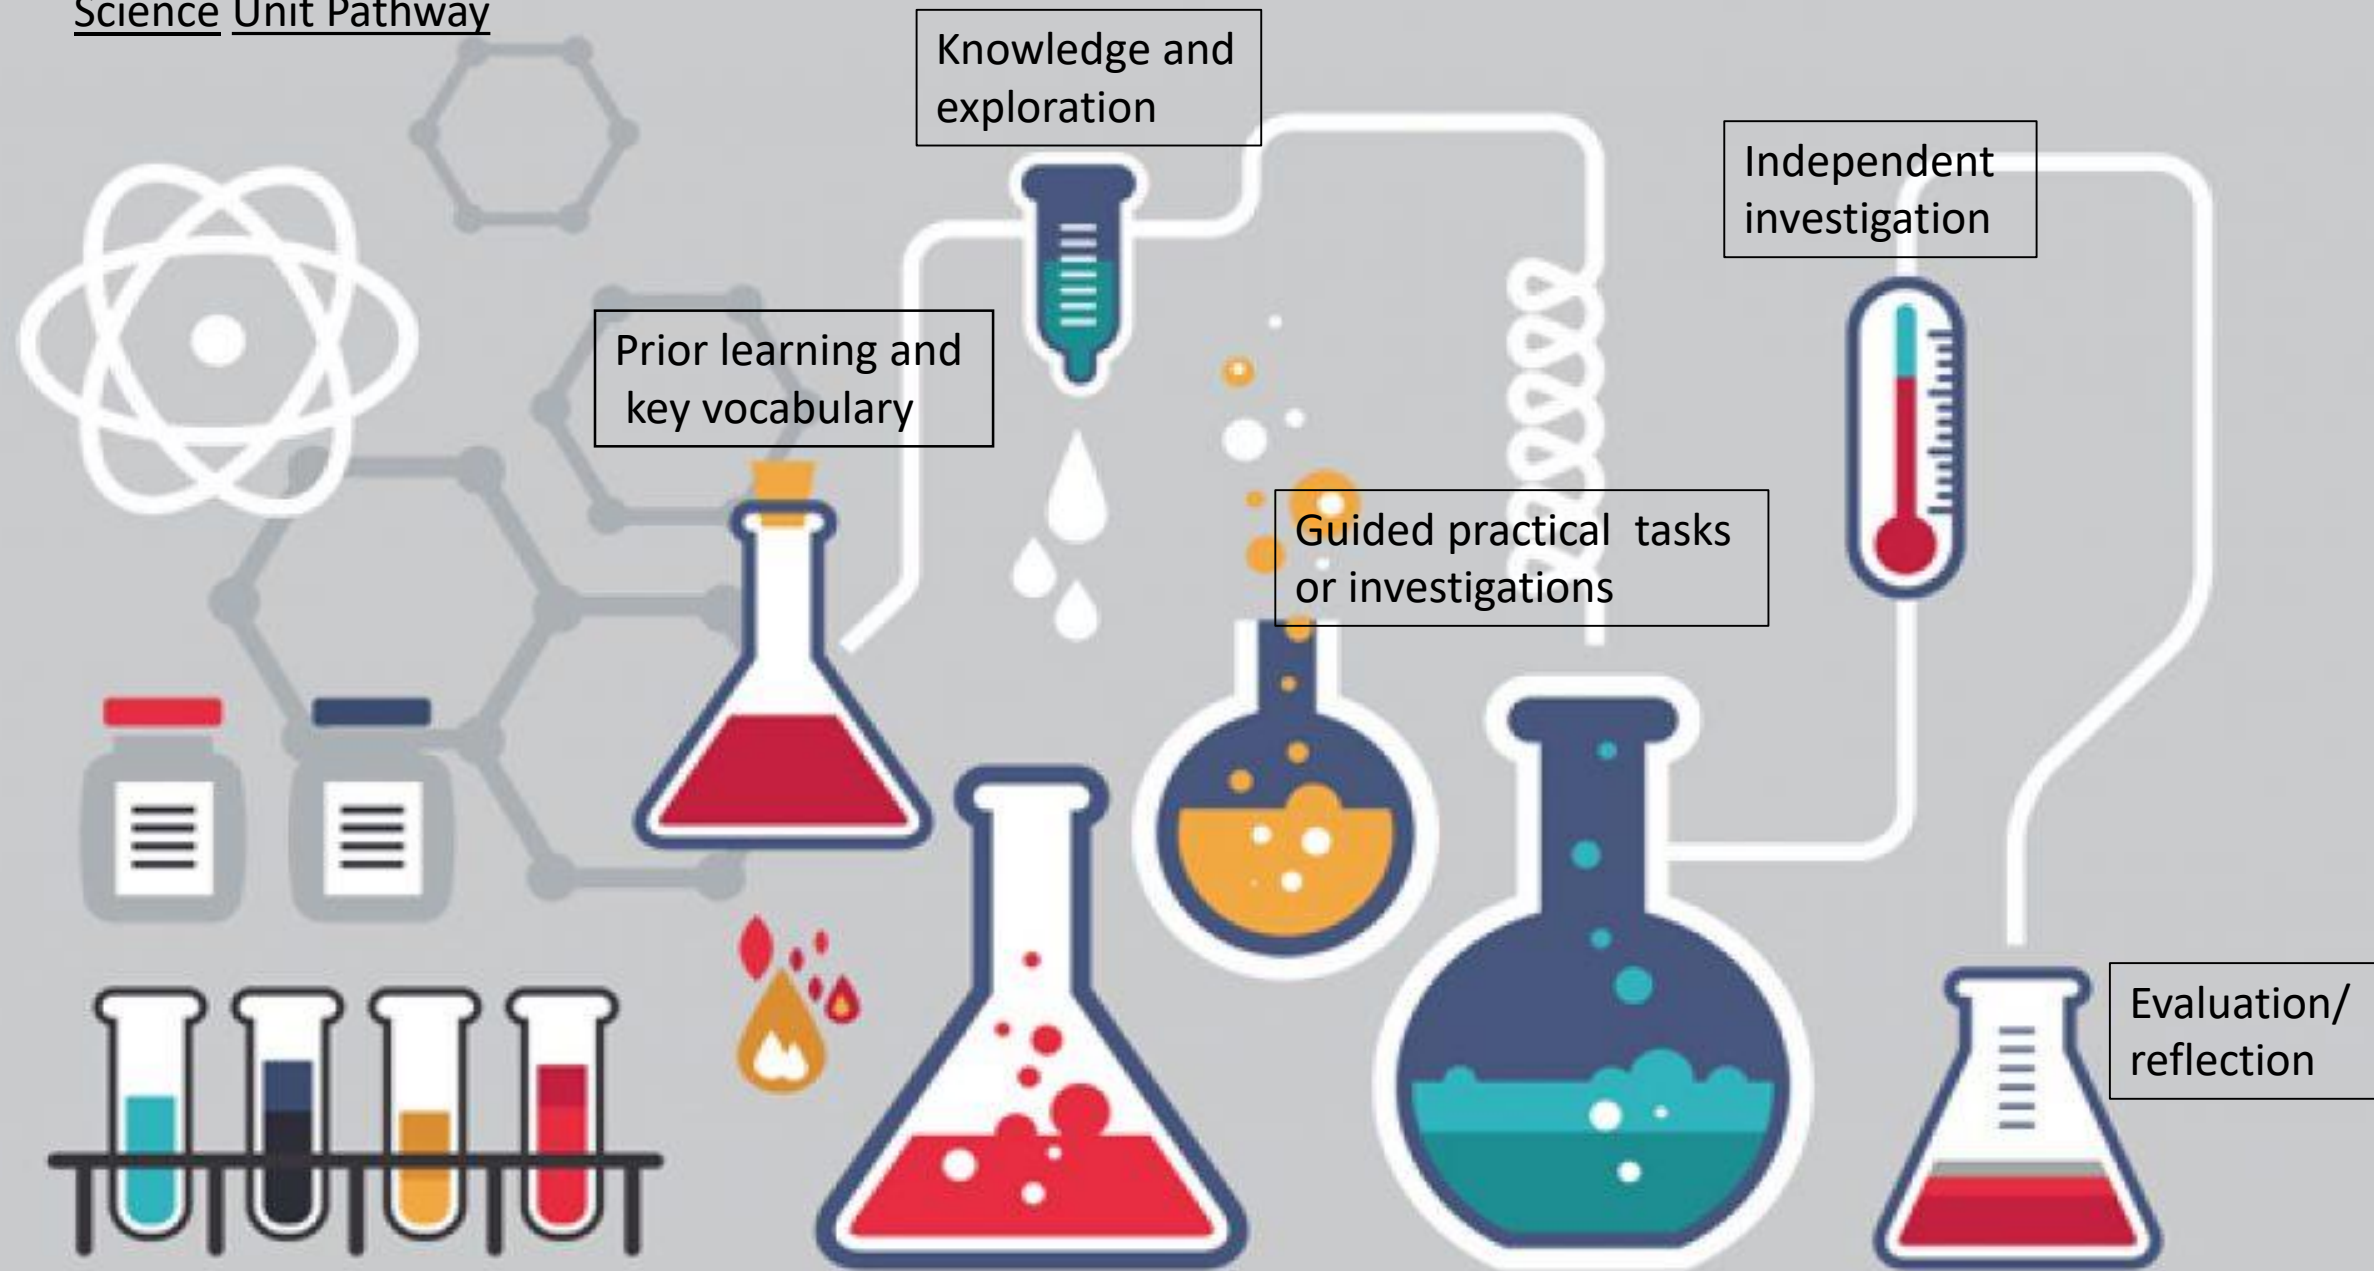 Science Unit Pathway
Knowledge and
exploration
Independent
investigation
Prior learning and
key vocabulary
Guided practical  tasks
or investigations
Evaluation/
reflection